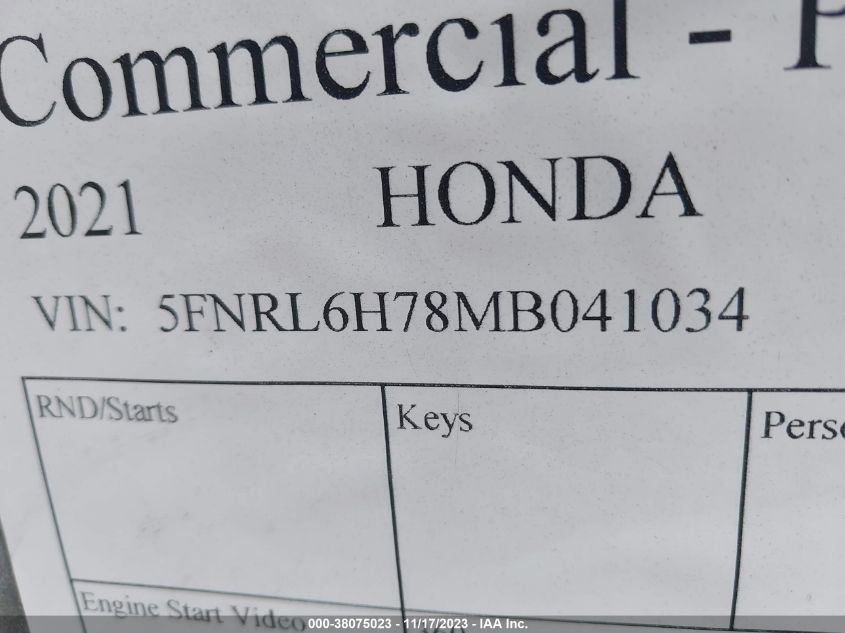 Commercial -
2021 HONDA
VIN: 5FNRL6H78MB041034
RND/Starts Keys
Engine Start Video
000-38075023 - 11/17/2023 - IAA Inc.